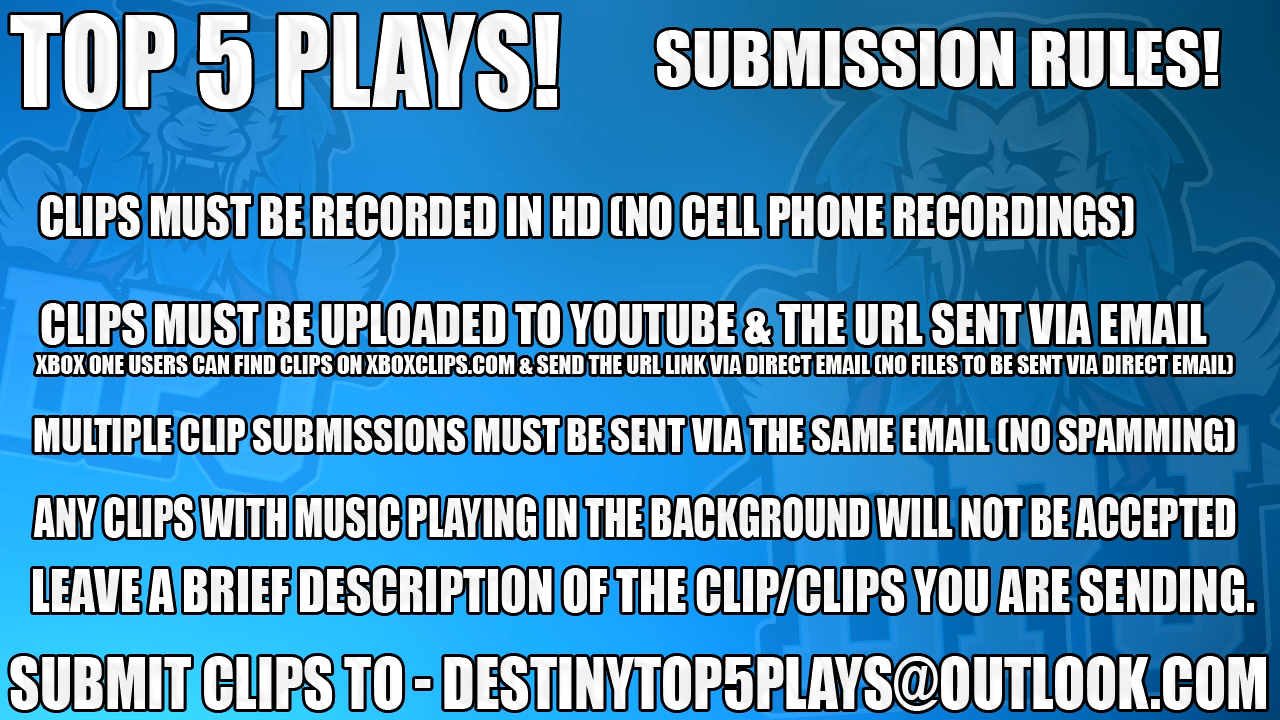 TOP 5 PLAYS!
SUBMISSION RULES!
CLIPS MUST BE RECORDED IN HD (NO CELL PHONE RECORDINGS)
CLIPS MUST BE UPLOADED TO YOUTUBE & THE URL SENT VIA EMAIL
XBOX ONE USERS CAN FIND CLIPS ON XBOXCLIPS.COM & SEND THE URL LINK VIA DIRECT EMAIL (NO FILES TO BE SENT VIA DIRECT EMAIL)
MULTIPLE CLIP SUBMISSIONS MUST BE SENT VIA THE SAME EMAIL (NO SPAMMING)
ANY CLIPS WITH MUSIC PLAYING IN THE BACKGROUND WILL NOT BE ACCEPTED
LEAVE A BRIEF DESCRIPTION OF THE CLIP/CLIPS YOU ARE SENDING.
SUBMIT CLIPS TO - DESTINYTOP5PLAYS@OUTLOOK.COM